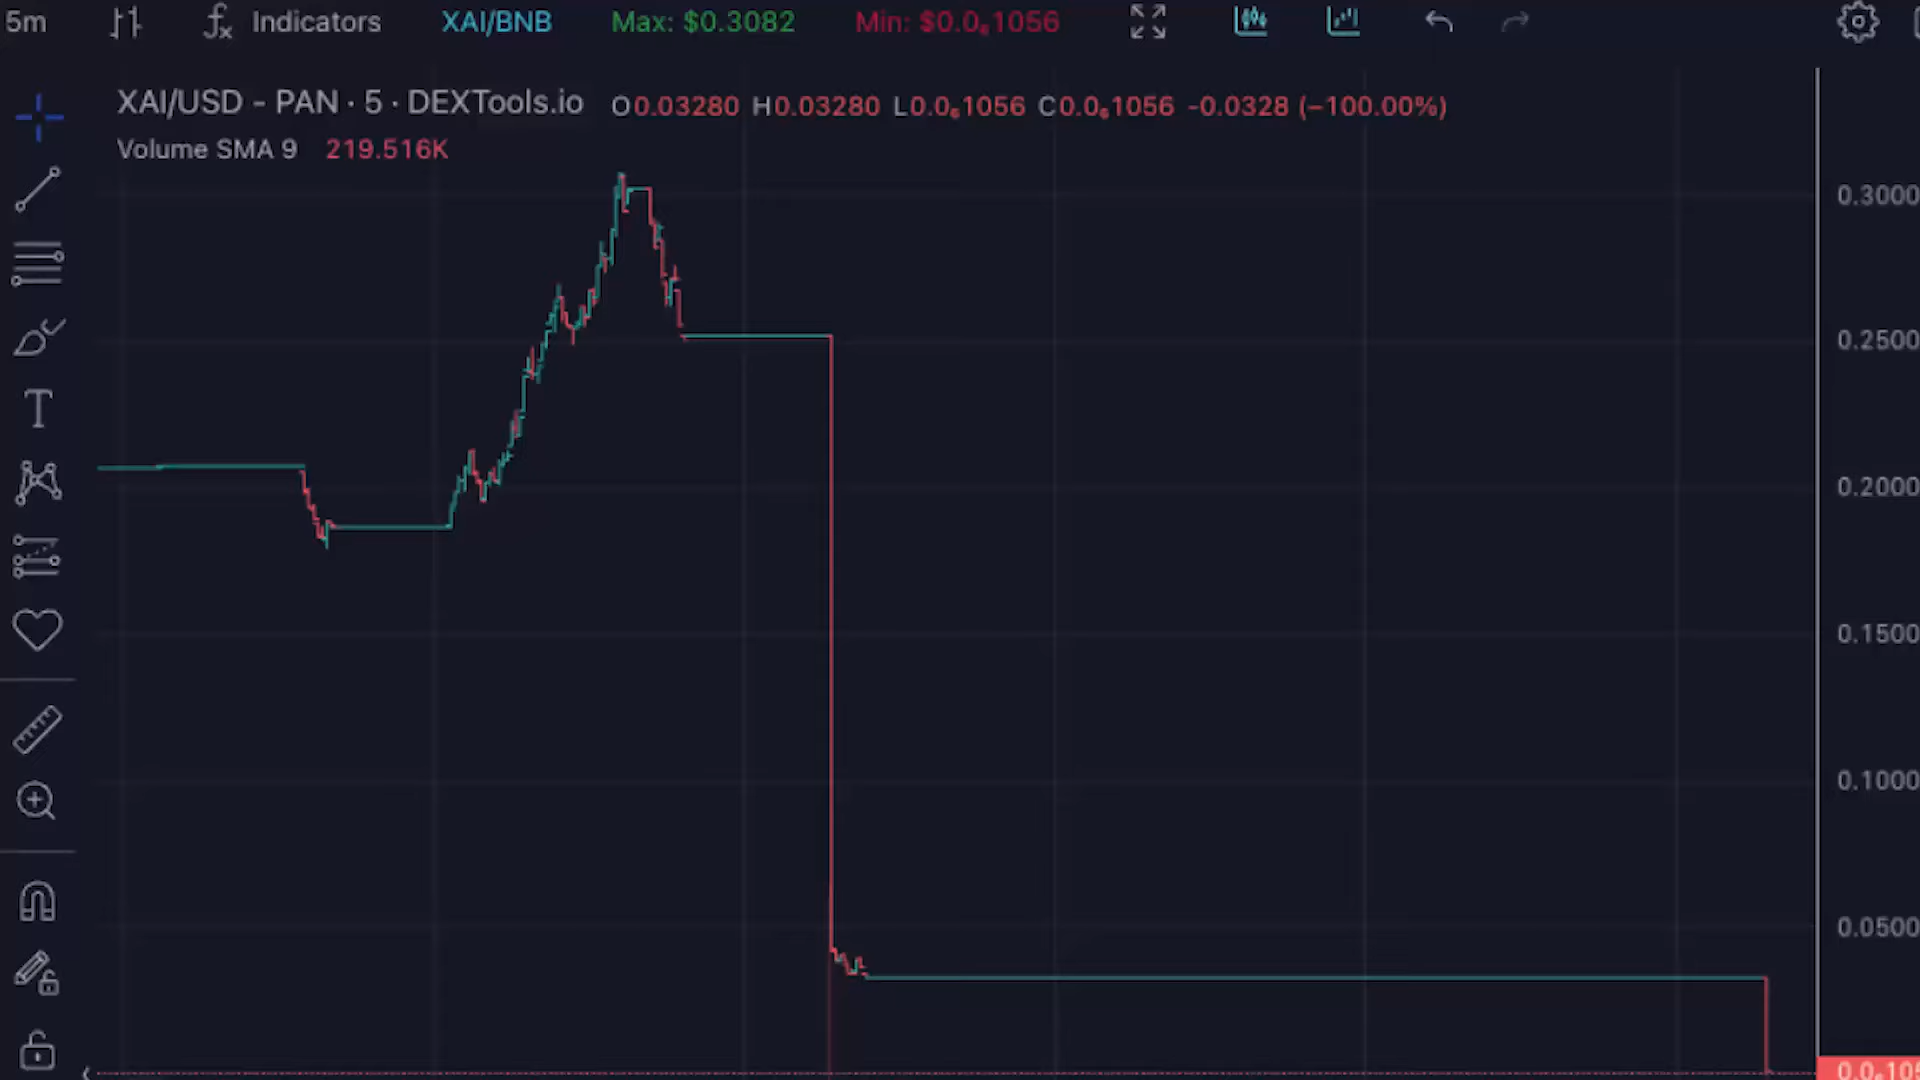 5m Indicators XAI/BNB Max: $0.3082 Min: $0.0₆1056
XAI/USD - PAN · 5 · DEXTools.io O0.03280 H0.03280 L0.0₆1056 C0.0₆1056 -0.0328 (−100.00%)
Volume SMA 9 219.516K
0.3000
0.2500
0.2000
T
0.1500
0.1000
0.0500